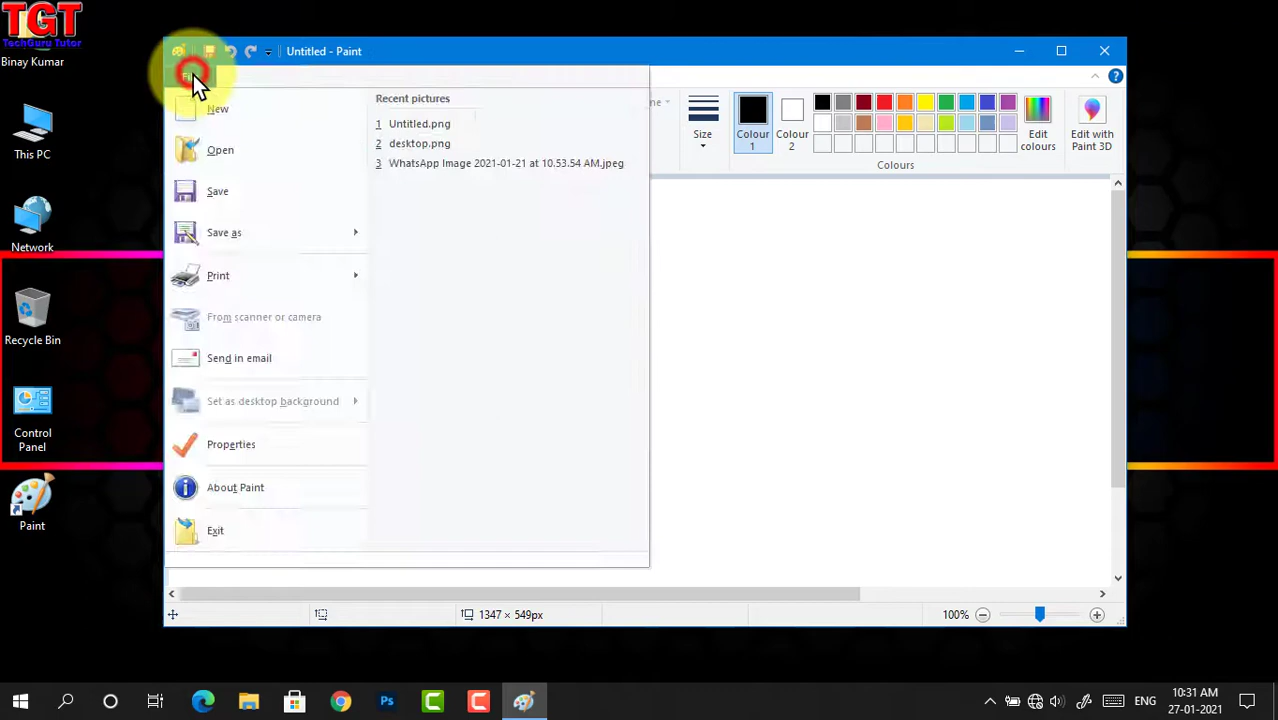 TGT
TechGuru Tutor
Binay Kumar
This PC
Network
Recycle Bin
Control
Panel
Paint
Untitled - Paint
New
Open
Save
Save as
Print
From scanner or camera
Send in email
Set as desktop background
Properties
About Paint
Exit
Recent pictures
1 Untitled.png
2 desktop.png
3 WhatsApp Image 2021-01-21 at 10.53.54 AM.jpeg
Size
Colour
1
Colour
2
Edit
colours
Edit with
Paint 3D
Colours
1347 × 549px
100%
Ps
ENG
10:31 AM
27-01-2021